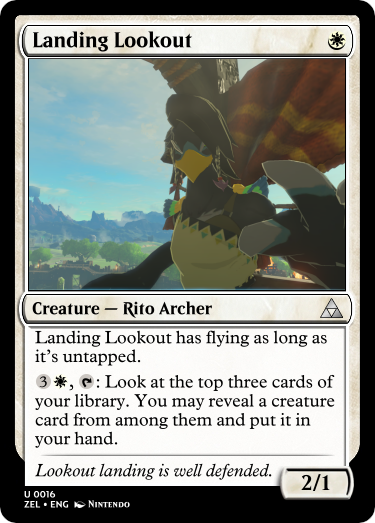 Landing Lookout
Creature — Rito Archer
Landing Lookout has flying as long as
it's untapped.
3, : Look at the top three cards of
your library. You may reveal a creature
card from among them and put it in
your hand.
Lookout landing is well defended.
2/1
U 0016
ZEL • ENG Nintendo